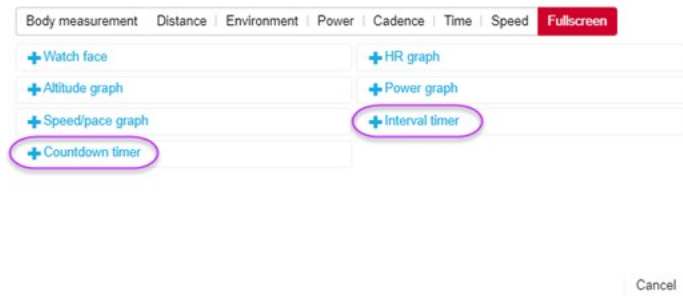 Body measurement Distance Environment Power Cadence Time Speed Fullscreen
Watch face
HR graph
Altitude graph
Power graph
Speed/pace graph
Interval timer
Countdown timer
Cancel